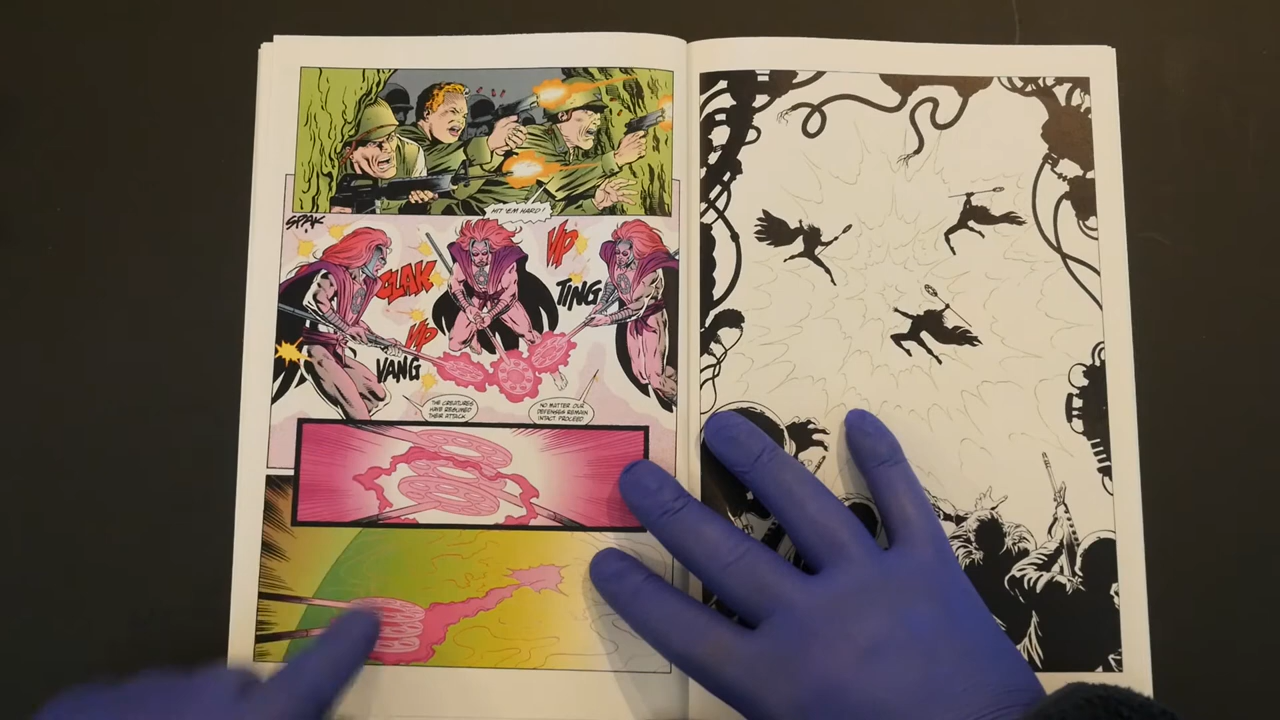 HIT 'EM HARD!
SPAK
CLAK
VIP
TING
VIP
VANG
THE CREATURES
HAVE RESUMED
THEIR ATTACK
NO MATTER OUR
DEFENSES REMAIN
INTACT PROCEED